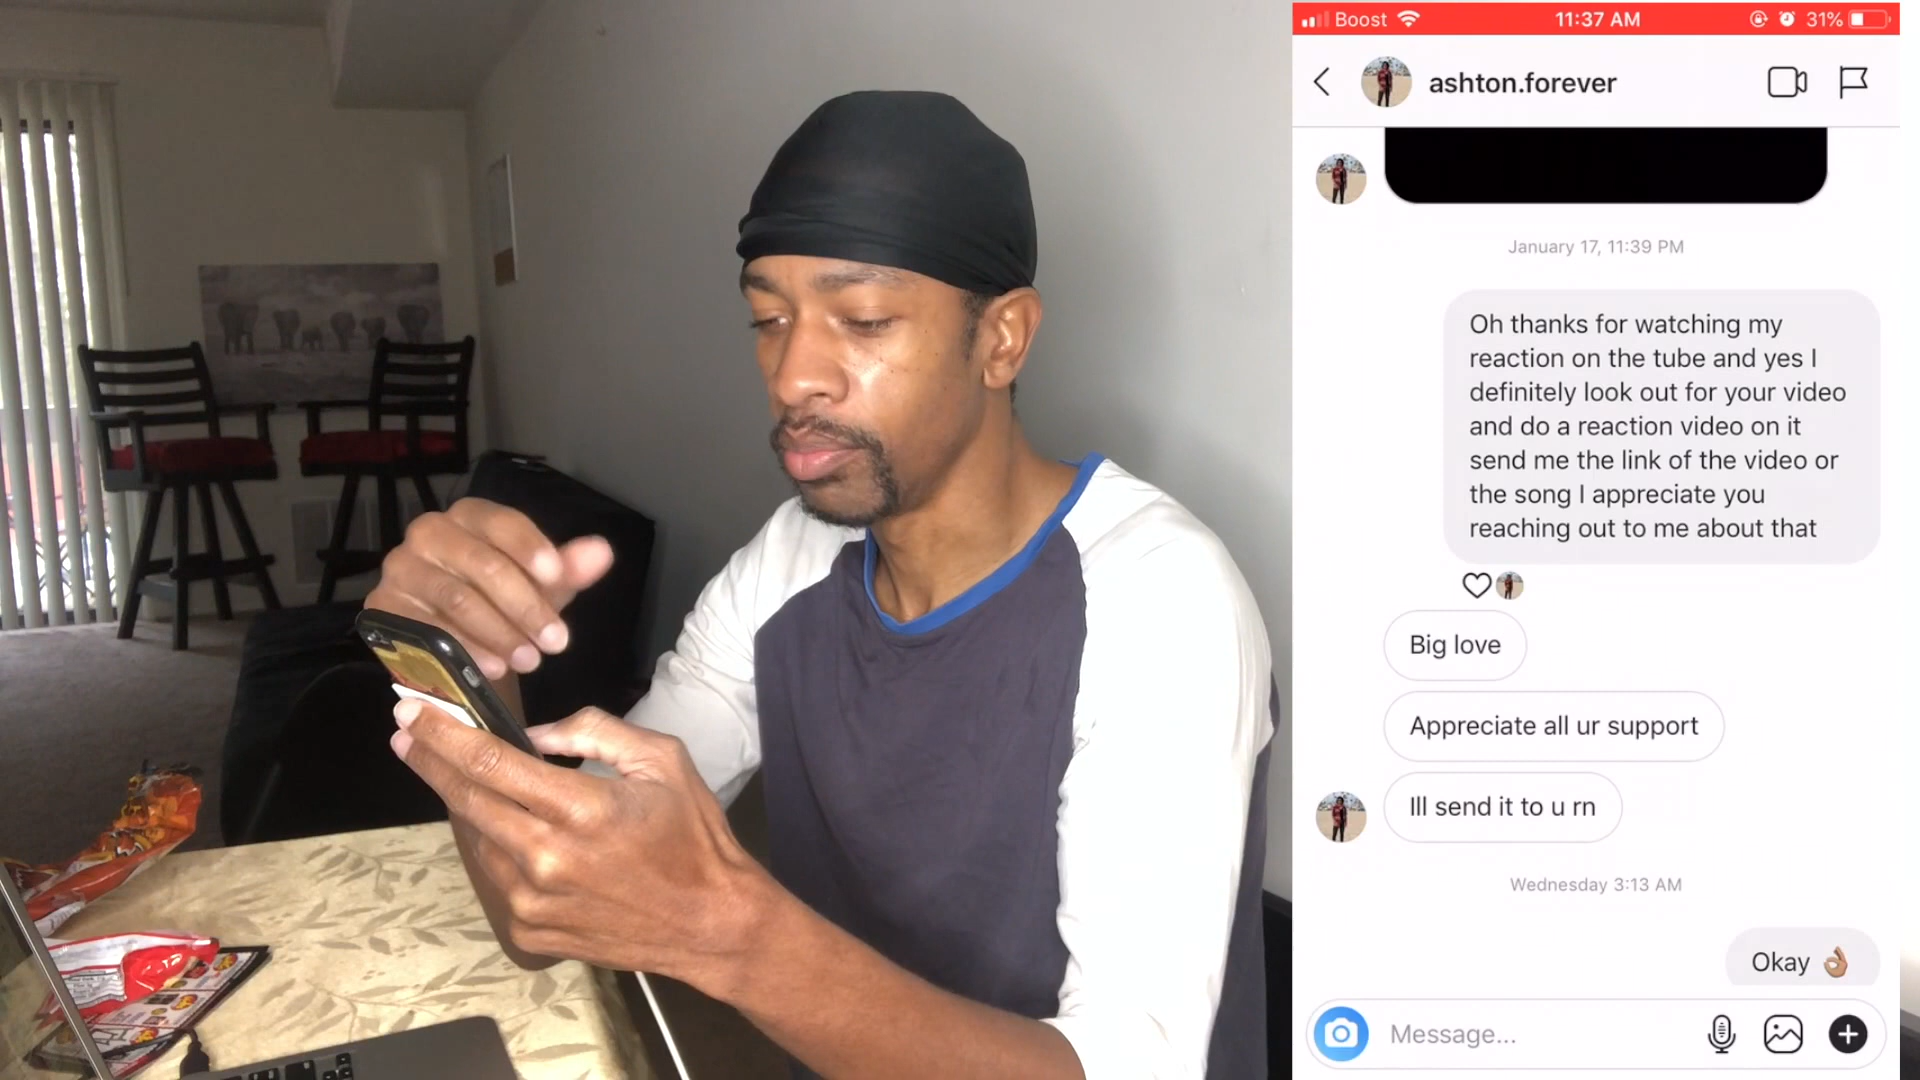 Boost
11:37 AM
31%
ashton.forever
January 17, 11:39 PM
Oh thanks for watching my
reaction on the tube and yes I
definitely look out for your video
and do a reaction video on it
send me the link of the video or
the song I appreciate you
reaching out to me about that
Big love
Appreciate all ur support
Ill send it to u rn
Wednesday 3:13 AM
Okay 👌🏽
Message...